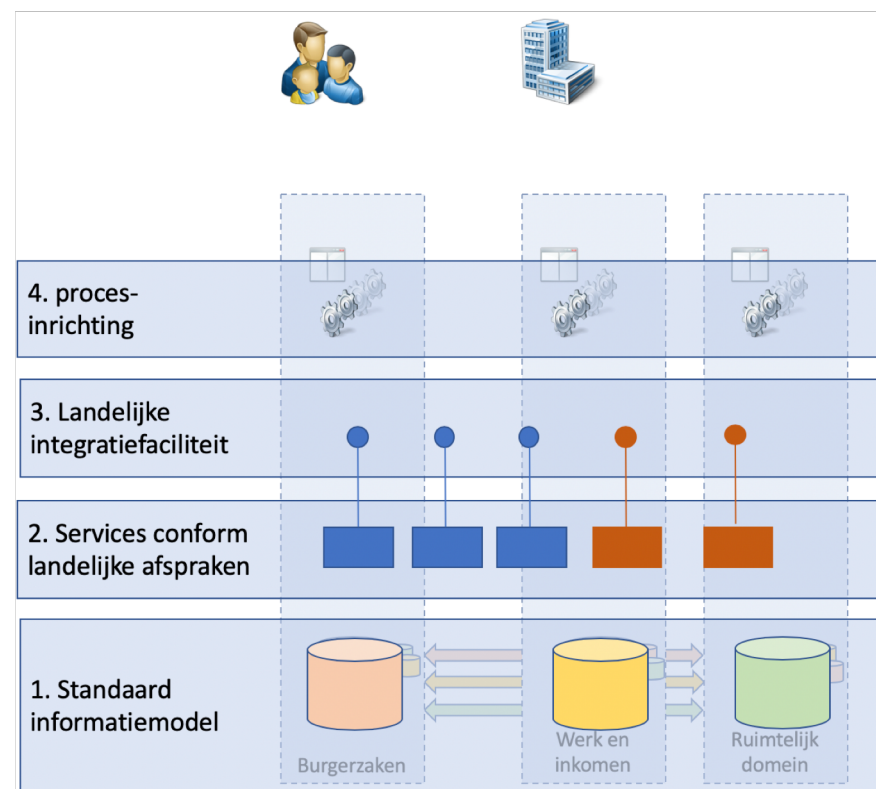 4. proces-
inrichting
3. Landelijke
integratiefaciliteit
2. Services conform
landelijke afspraken
1. Standaard
informatiemodel
Burgerzaken
Werk en
inkomen
Ruimtelijk
domein